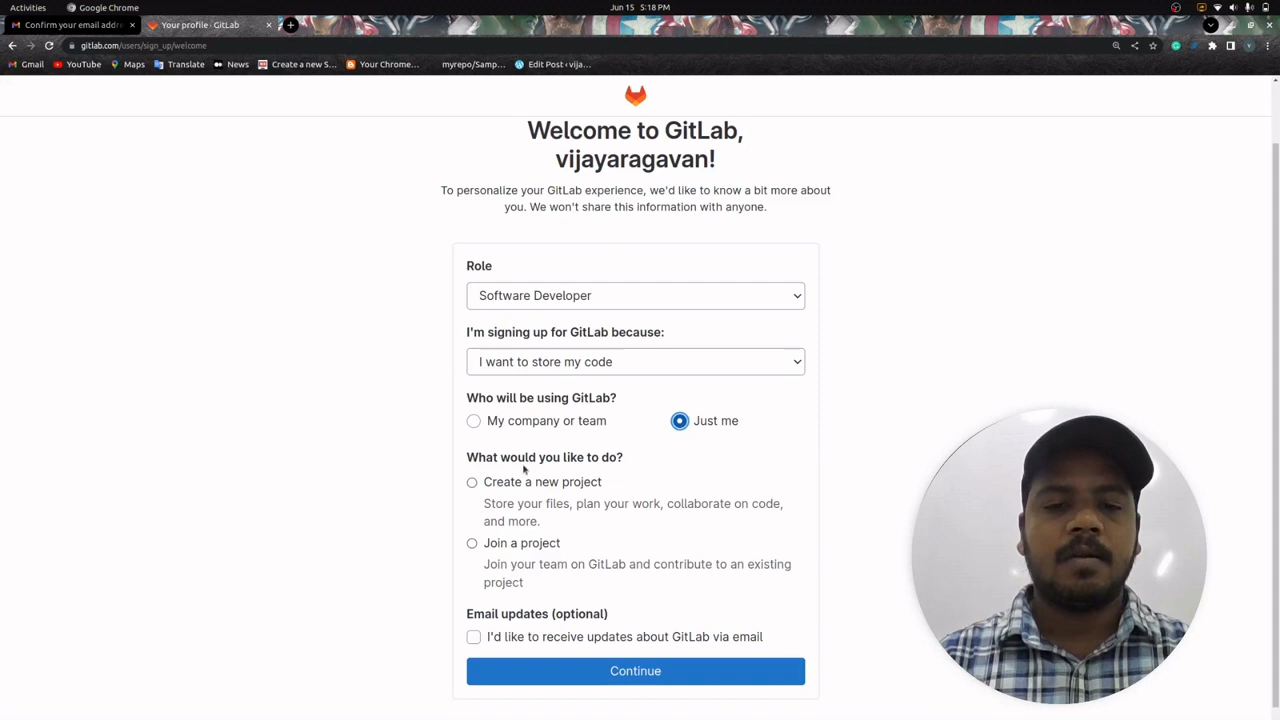 Activities
Google Chrome
Jun 15 5:18 PM
Confirm your email addr
Your profile · GitLab
gitlab.com/users/sign_up/welcome
Gmail
YouTube
Maps
Translate
News
Create a new S...
Your Chrome...
myrepo/Samp...
Edit Post ‹ vija...
Welcome to GitLab,
vijayaragavan!
To personalize your GitLab experience, we'd like to know a bit more about
you. We won't share this information with anyone.
Role
Software Developer
I'm signing up for GitLab because:
I want to store my code
Who will be using GitLab?
My company or team
Just me
What would you like to do?
Create a new project
Store your files, plan your work, collaborate on code,
and more.
Join a project
Join your team on GitLab and contribute to an existing
project
Email updates (optional)
I'd like to receive updates about GitLab via email
Continue